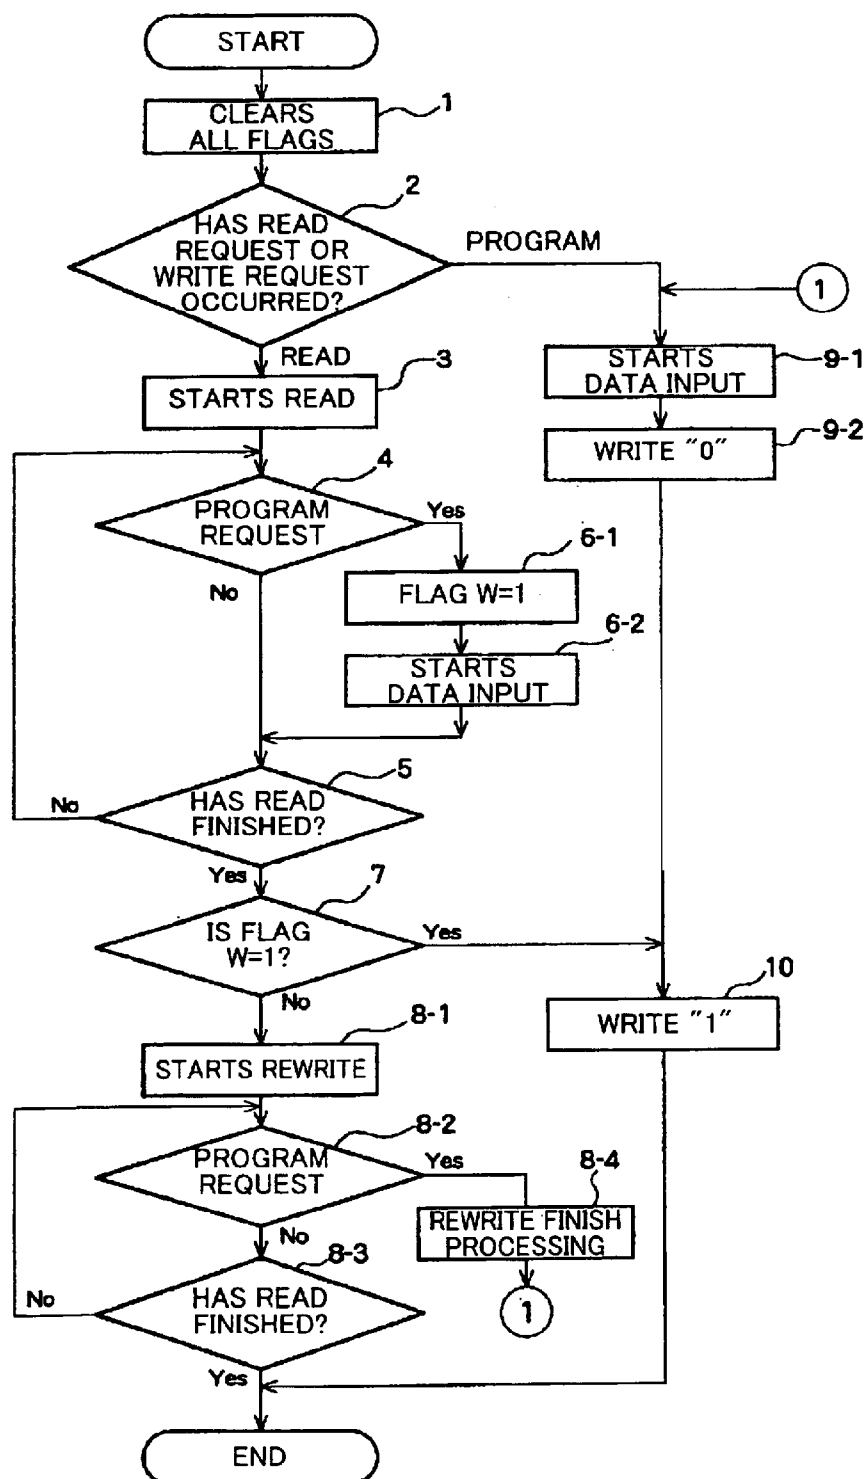 START
CLEARS
ALL FLAGS
1
HAS READ
REQUEST OR
WRITE REQUEST
OCCURRED?
2
PROGRAM
1
READ
STARTS READ
3
STARTS
DATA INPUT
9-1
WRITE "0"
9-2
PROGRAM
REQUEST
4
Yes
No
FLAG W=1
6-1
STARTS
DATA INPUT
6-2
HAS READ
FINISHED?
5
No
Yes
IS FLAG
W=1?
7
Yes
No
WRITE "1"
10
STARTS REWRITE
8-1
PROGRAM
REQUEST
8-2
Yes
No
REWRITE FINISH
PROCESSING
8-4
1
HAS READ
FINISHED?
8-3
No
Yes
END